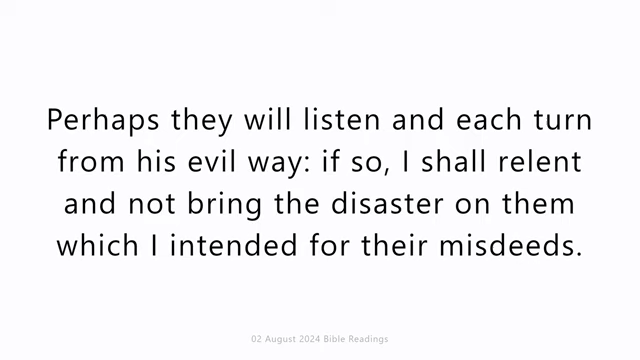 Perhaps they will listen and each turn
from his evil way: if so, I shall relent
and not bring the disaster on them
which I intended for their misdeeds.
02 August 2024 Bible Readings